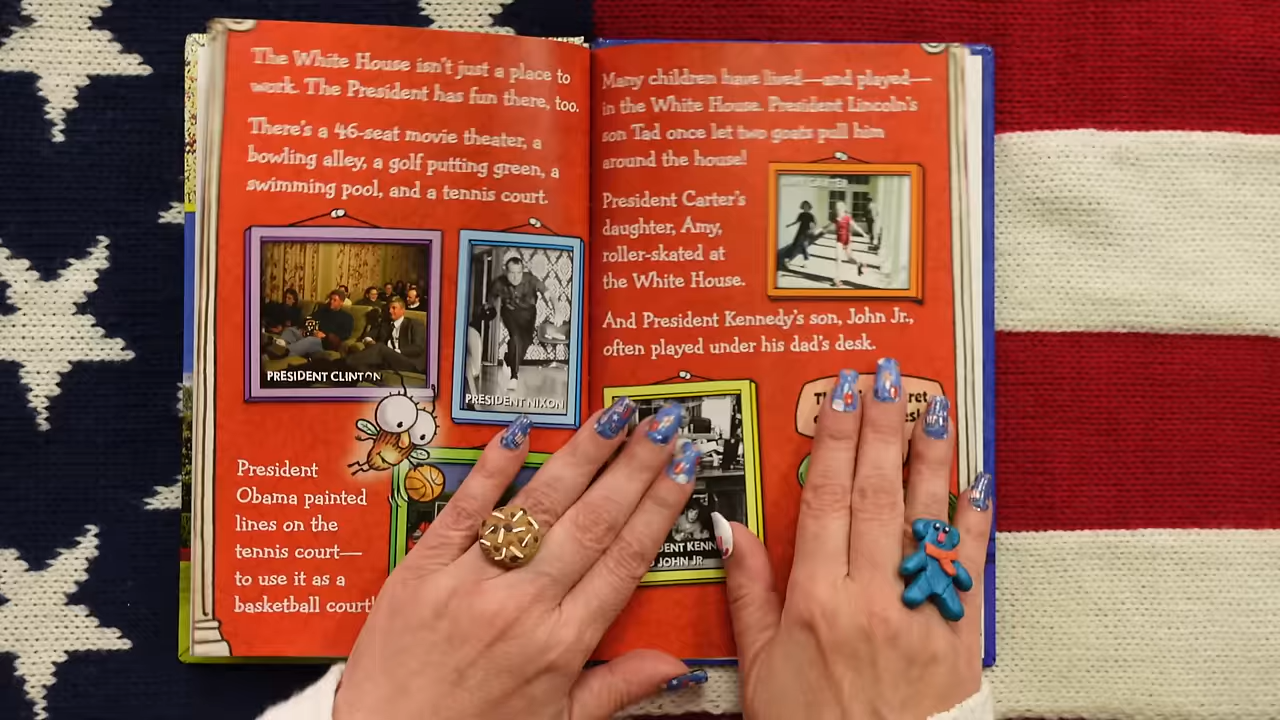 The White House isn't just a place to
work. The President has fun there, too.
There's a 46-seat movie theater, a
bowling alley, a golf putting green, a
swimming pool, and a tennis court.
PRESIDENT CLINTON
PRESIDENT NIXON
President
Obama painted
lines on the
tennis court—
to use it as a
basketball court!
Many children have lived—and played—
in the White House. President Lincoln's
son Tad once let two goats pull him
around the house!
President Carter's
daughter, Amy,
roller-skated at
the White House.
And President Kennedy's son, John Jr.,
often played under his dad's desk.
JOHN JR